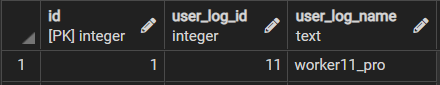 id user_log_id user_log_name
[PK] integer integer text
1 1 11 worker11_pro